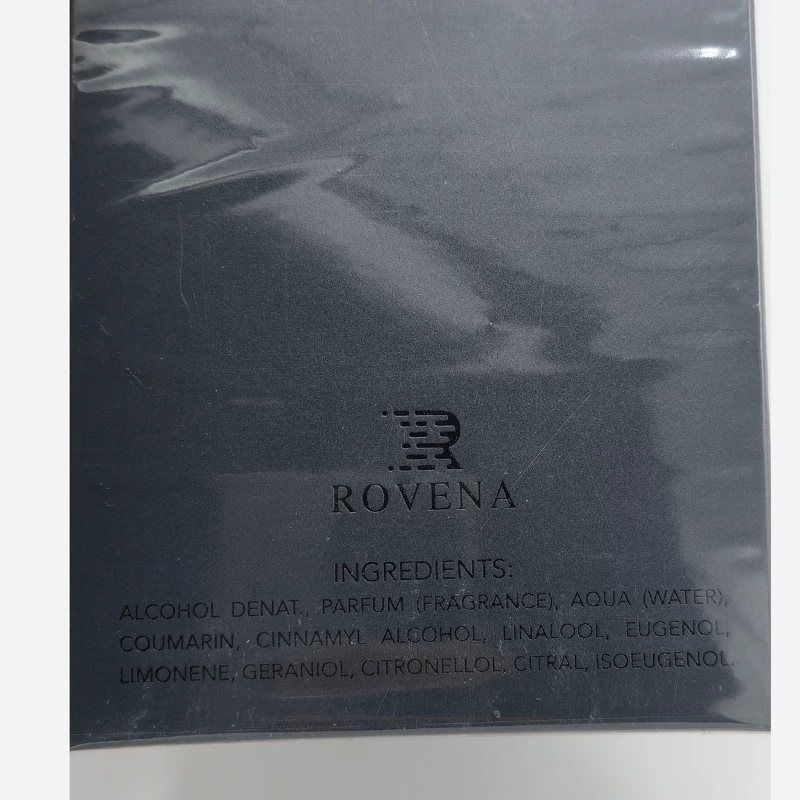 R
ROVENA
INGREDIENTS:
ALCOHOL DENAT., PARFUM (FRAGRANCE), AQUA (WATER),
COUMARIN, CINNAMYL ALCOHOL, LINALOOL, EUGENOL,
LIMONENE, GERANIOL, CITRONELLOL, CITRAL, ISOEUGENOL.